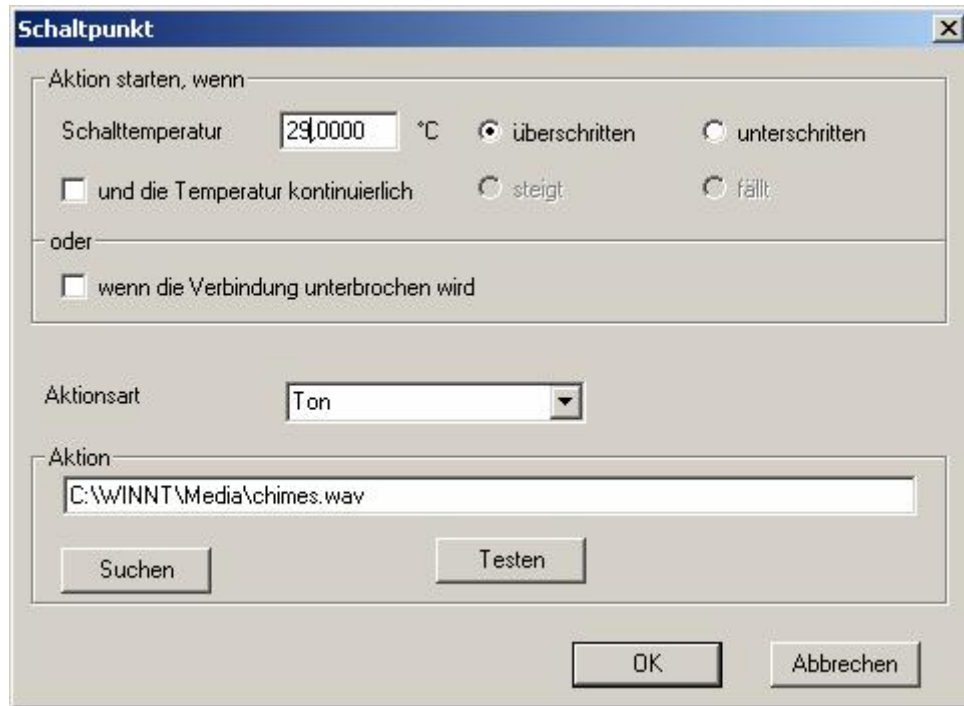 Schaltpunkt
Aktion starten, wenn
Schalttemperatur 29,0000 °C überschritten unterschritten
und die Temperatur kontinuierlich steigt fällt
oder
wenn die Verbindung unterbrochen wird
Aktionsart Ton
Aktion
C:\WINNT\Media\chimes.wav
Suchen Testen
OK Abbrechen